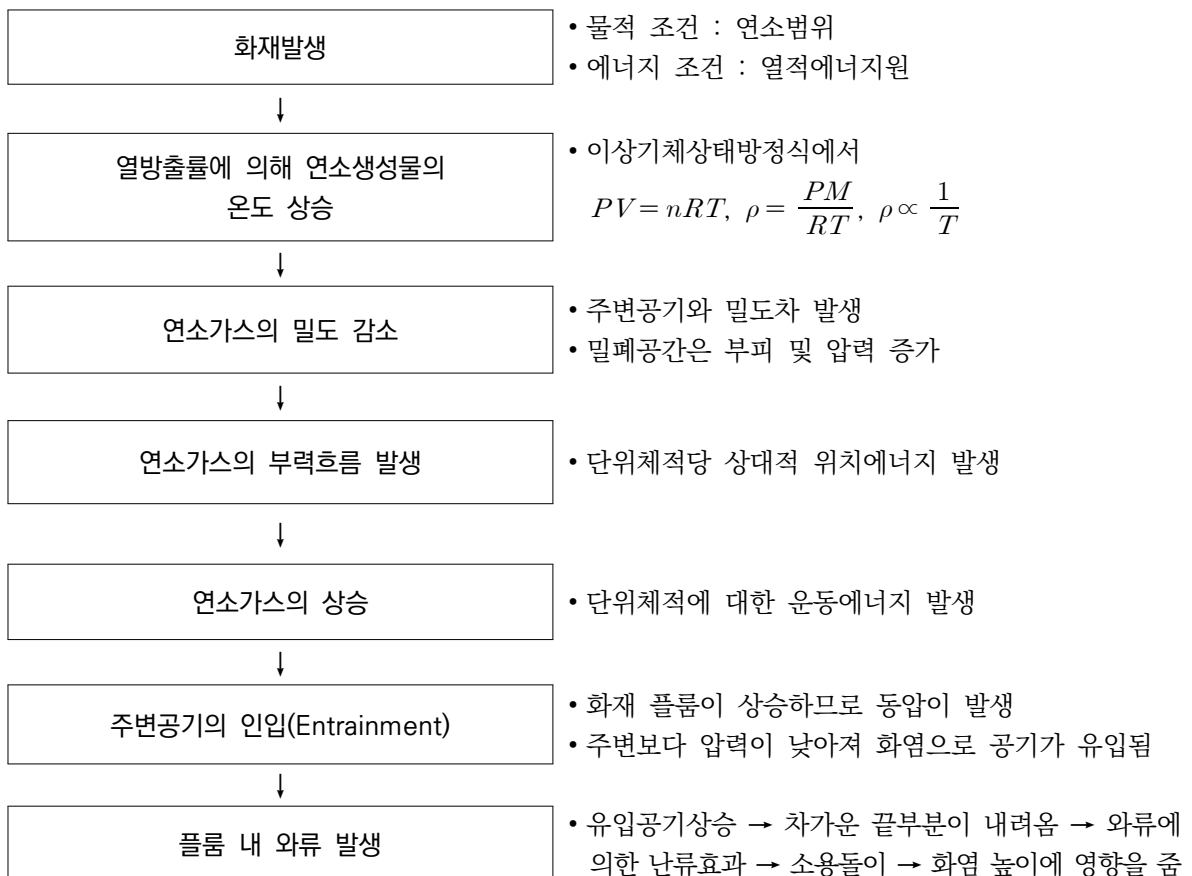 화재발생
• 물적 조건 : 연소범위
• 에너지 조건 : 열적에너지원
↓
열방출률에 의해 연소생성물의
온도 상승
• 이상기체상태방정식에서
PV = nRT, ρ = PM/RT, ρ ∝ 1/T
↓
연소가스의 밀도 감소
• 주변공기와 밀도차 발생
• 밀폐공간은 부피 및 압력 증가
↓
연소가스의 부력흐름 발생
• 단위체적당 상대적 위치에너지 발생
↓
연소가스의 상승
• 단위체적에 대한 운동에너지 발생
↓
주변공기의 인입(Entrainment)
• 화재 플룸이 상승하므로 동압이 발생
• 주변보다 압력이 낮아져 화염으로 공기가 유입됨
↓
플룸 내 와류 발생
• 유입공기상승 → 차가운 끝부분이 내려옴 → 와류에
의한 난류효과 → 소용돌이 → 화염 높이에 영향을 줌